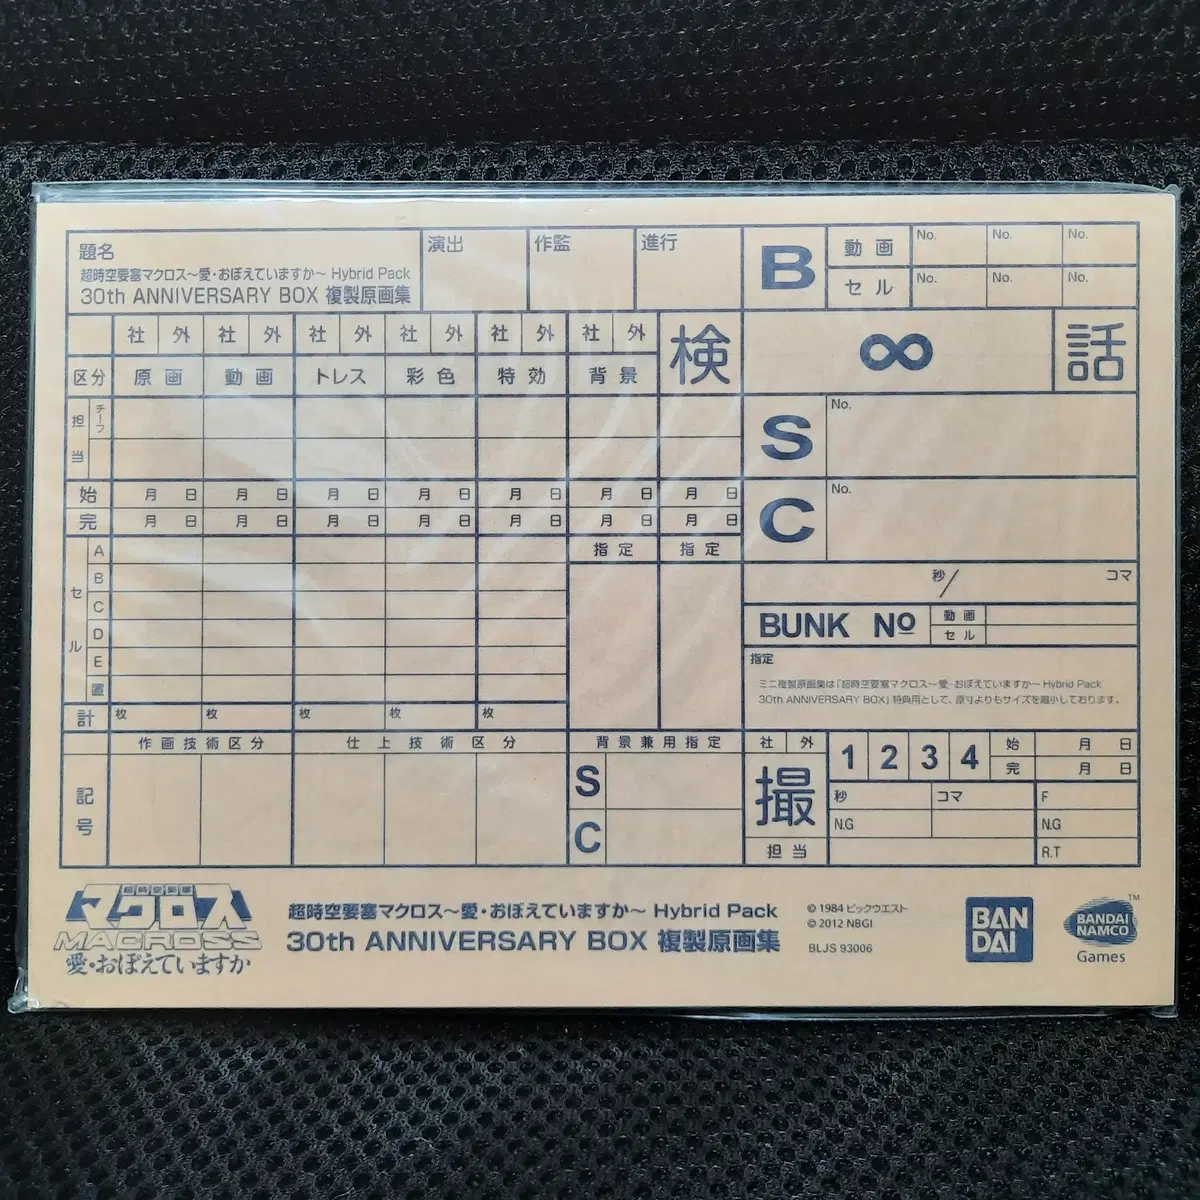 題名
超時空要塞マクロス～愛・おぼえていますか～ Hybrid Pack
30th ANNIVERSARY BOX 複製原画集
演出
作監
進行
B
動画
No. No. No.
セル
No. No. No.
社 外 社 外 社 外 社 外 社 外 社 外
検
∞
話
区分 原画 動画 トレス 彩色 特効 背景
担当
チーフ
S
No.
C
No.
始 月 日 月 日 月 日 月 日 月 日 月 日 月 日
完 月 日 月 日 月 日 月 日 月 日 月 日 月 日
セル
A
指定 指定
B
C
D
E
置
秒/ コマ
BUNK Nº
動画
セル
指定
ミニ複製原画集は「超時空要塞マクロス～愛・おぼえていますか～ Hybrid Pack
30th ANNIVERSARY BOX」特典用として、原寸よりもサイズを縮小しております。
計 枚 枚 枚 枚 枚
作画技術区分
仕上技術区分
背景兼用指定
記号
S
C
社 外
撮
担当
1 2 3 4
始 月 日
完 月 日
秒 コマ F
N.G N.G
R.T
超時空要塞
マクロス
MACROSS
愛・おぼえていますか
超時空要塞マクロス～愛・おぼえていますか～ Hybrid Pack
30th ANNIVERSARY BOX 複製原画集
© 1984 ビックウエスト
© 2012 NBGI
BLJS 93006
BAN
DAI
BANDAI
NAMCO
TM
Games